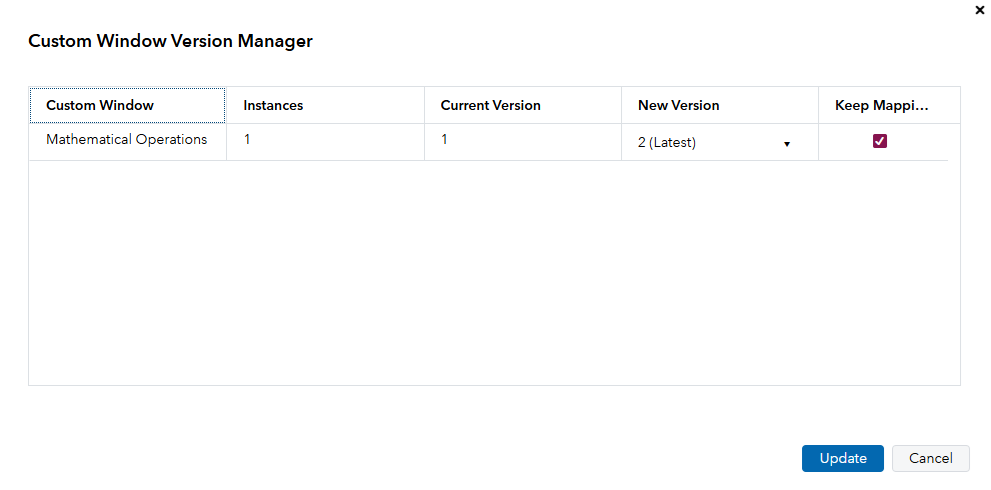 Custom Window Version Manager
Custom Window Instances Current Version New Version Keep Mappi...
Mathematical Operations 1 1 2 (Latest)
Update Cancel